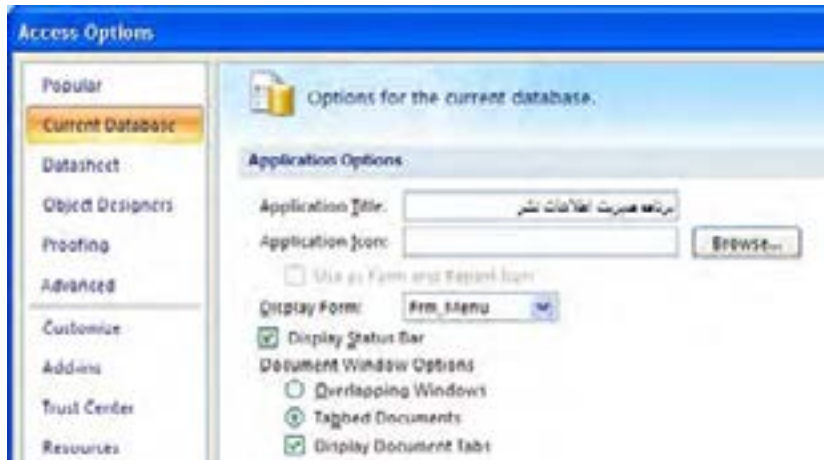 Access Options
Popular
Current Database
Datasheet
Object Designers
Proofing
Advanced
Customize
Add-ins
Trust Center
Resources
Options for the current database.
Application Options
Application Title:
برنامه مدیریت اطلاعات نشر
Application Icon:
Browse...
Use as Form and Report Icon
Display Form:
Frm_Menu
Display Status Bar
Document Window Options
Overlapping Windows
Tabbed Documents
Display Document Tabs